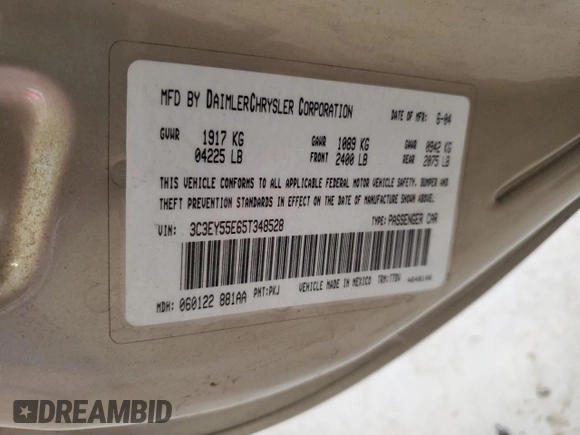 MFD BY DAIMLERCHRYSLER CORPORATION DATE OF MFR: 6-04
GVWR 1917 KG GAWR 1089 KG GAWR 0942 KG
04225 LB FRONT 2400 LB REAR 2075 LB
THIS VEHICLE CONFORMS TO ALL APPLICABLE FEDERAL MOTOR VEHICLE SAFETY, BUMPER AND
THEFT PREVENTION STANDARDS IN EFFECT ON THE DATE OF MANUFACTURE SHOWN ABOVE.
VIN: 3C3EY55E65T348528 TYPE: PASSENGER CAR
MDH: 060122 881AA PNT: PKJ VEHICLE MADE IN MEXICO TRM: T7DV
DREAMBID